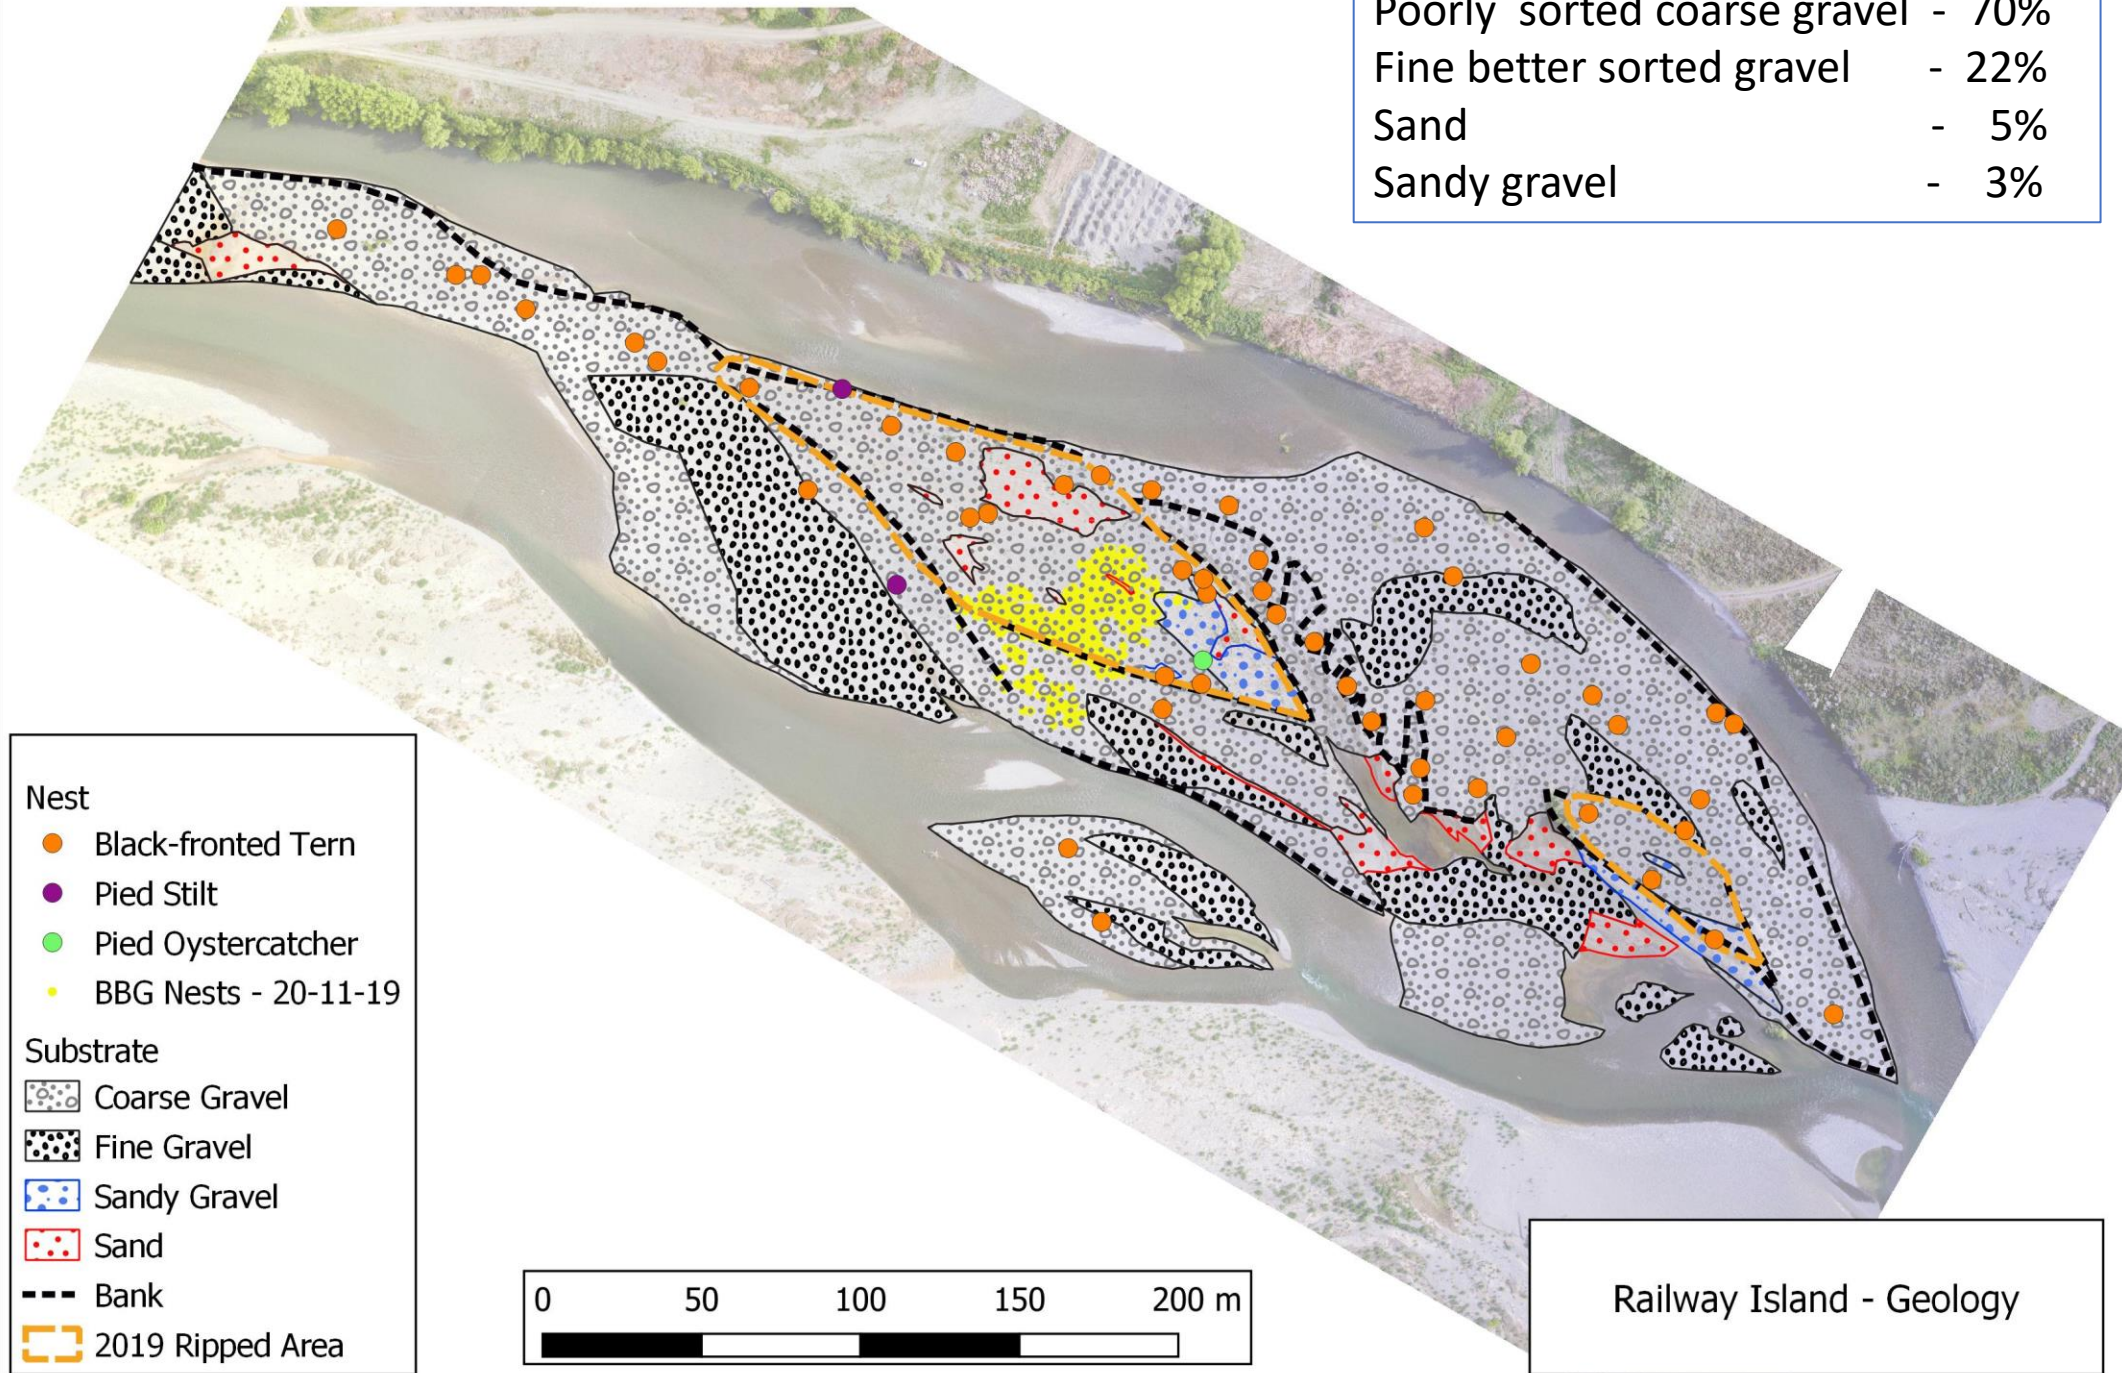 Poorly sorted coarse gravel - 70%
Fine better sorted gravel - 22%
Sand - 5%
Sandy gravel - 3%
Nest
Black-fronted Tern
Pied Stilt
Pied Oystercatcher
BBG Nests - 20-11-19
Substrate
Coarse Gravel
Fine Gravel
Sandy Gravel
Sand
Bank
2019 Ripped Area
0 50 100 150 200 m
Railway Island - Geology